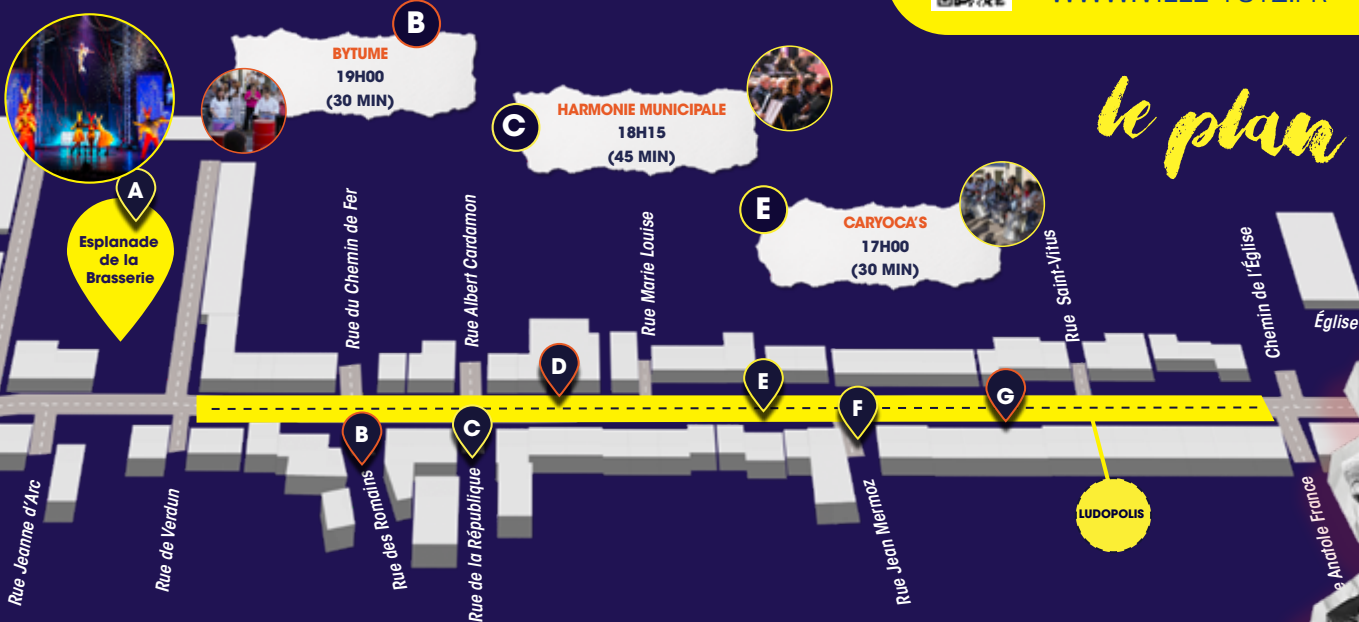 B
BYTUME
19H00
(30 MIN)
C
HARMONIE MUNICIPALE
18H15
(45 MIN)
le plan
A
Esplanade
de la
Brasserie
E
CARYOCA'S
17H00
(30 MIN)
Rue du Chemin de Fer
Rue Albert Cardamon
Rue Marie Louise
Rue Saint-Vitus
Chemin de l'Église
Église
D
E
F
G
B
C
LUDOPOLIS
Rue Jeanne d'Arc
Rue de Verdun
Rue des Romains
Rue de la République
Rue Jean Mermoz
Anatole France